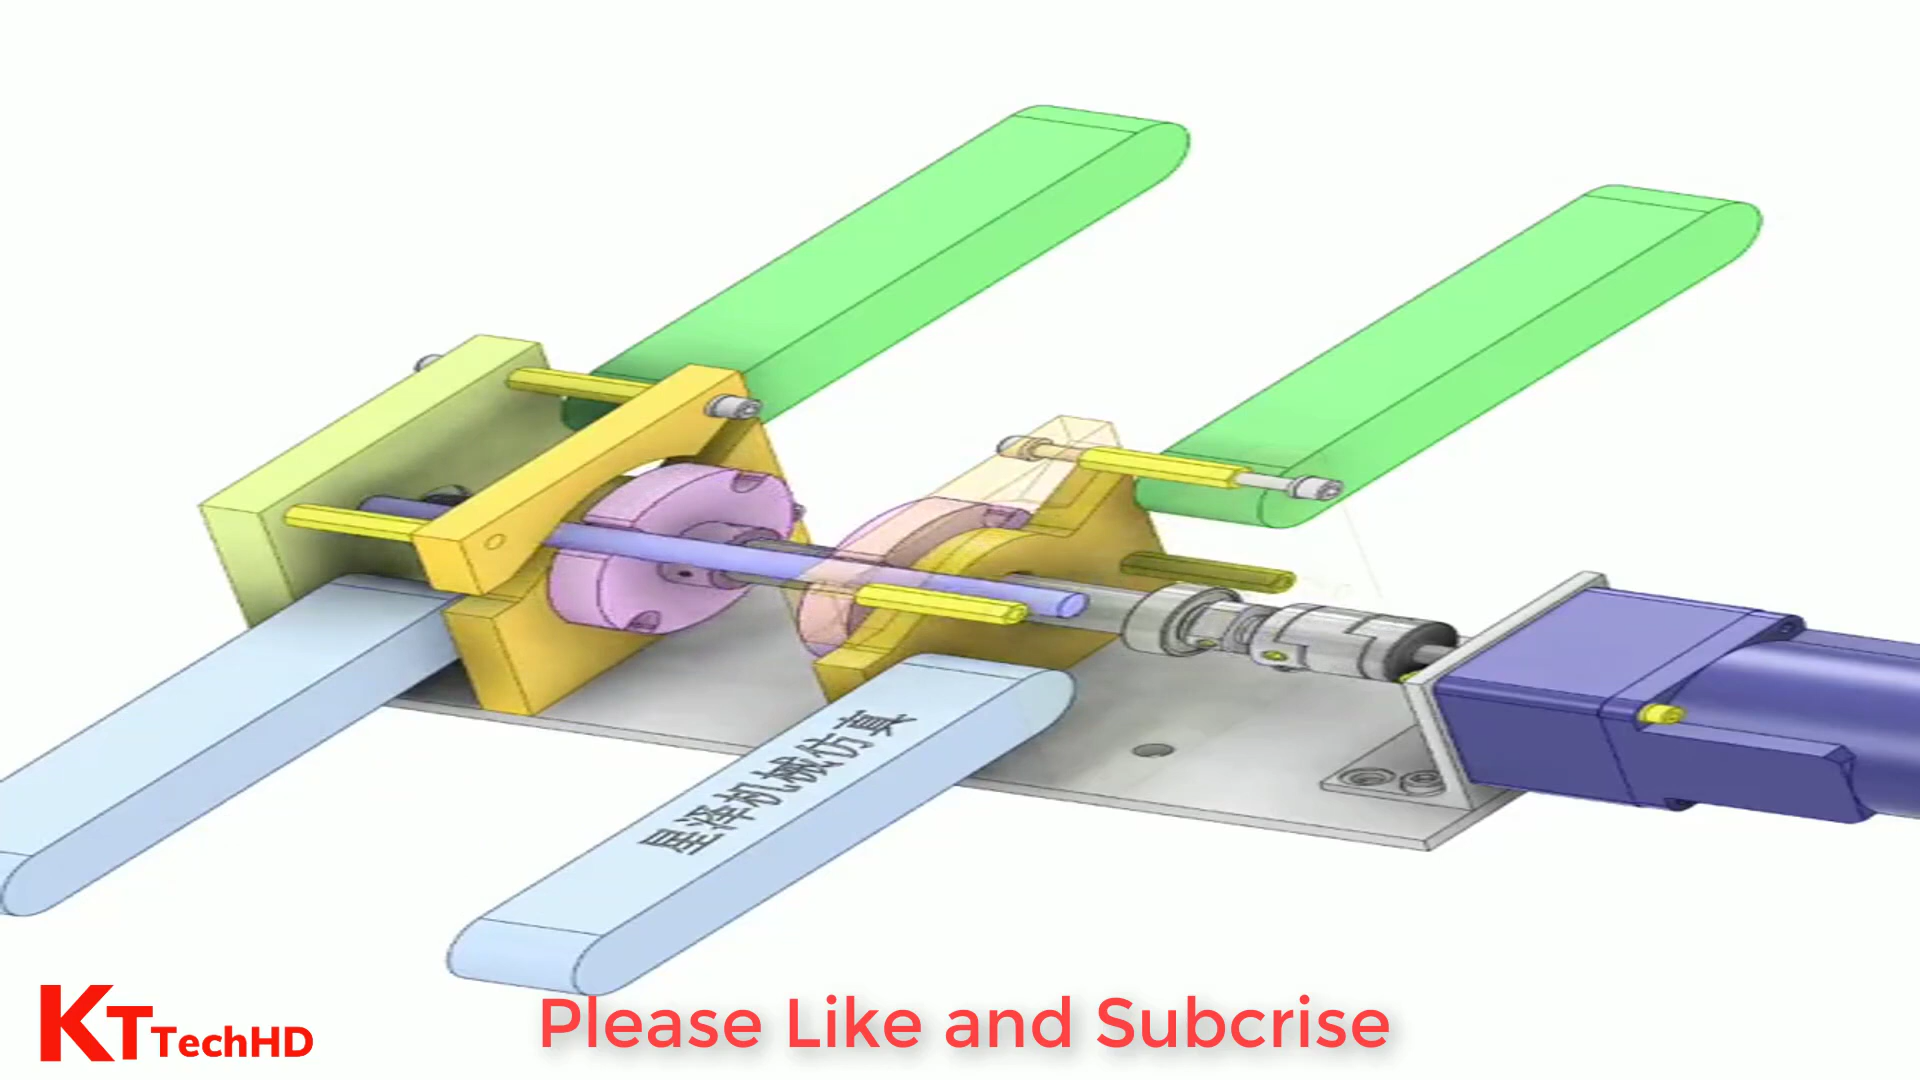 星泽机械仿真
KT TechHD
Please Like and Subcrise